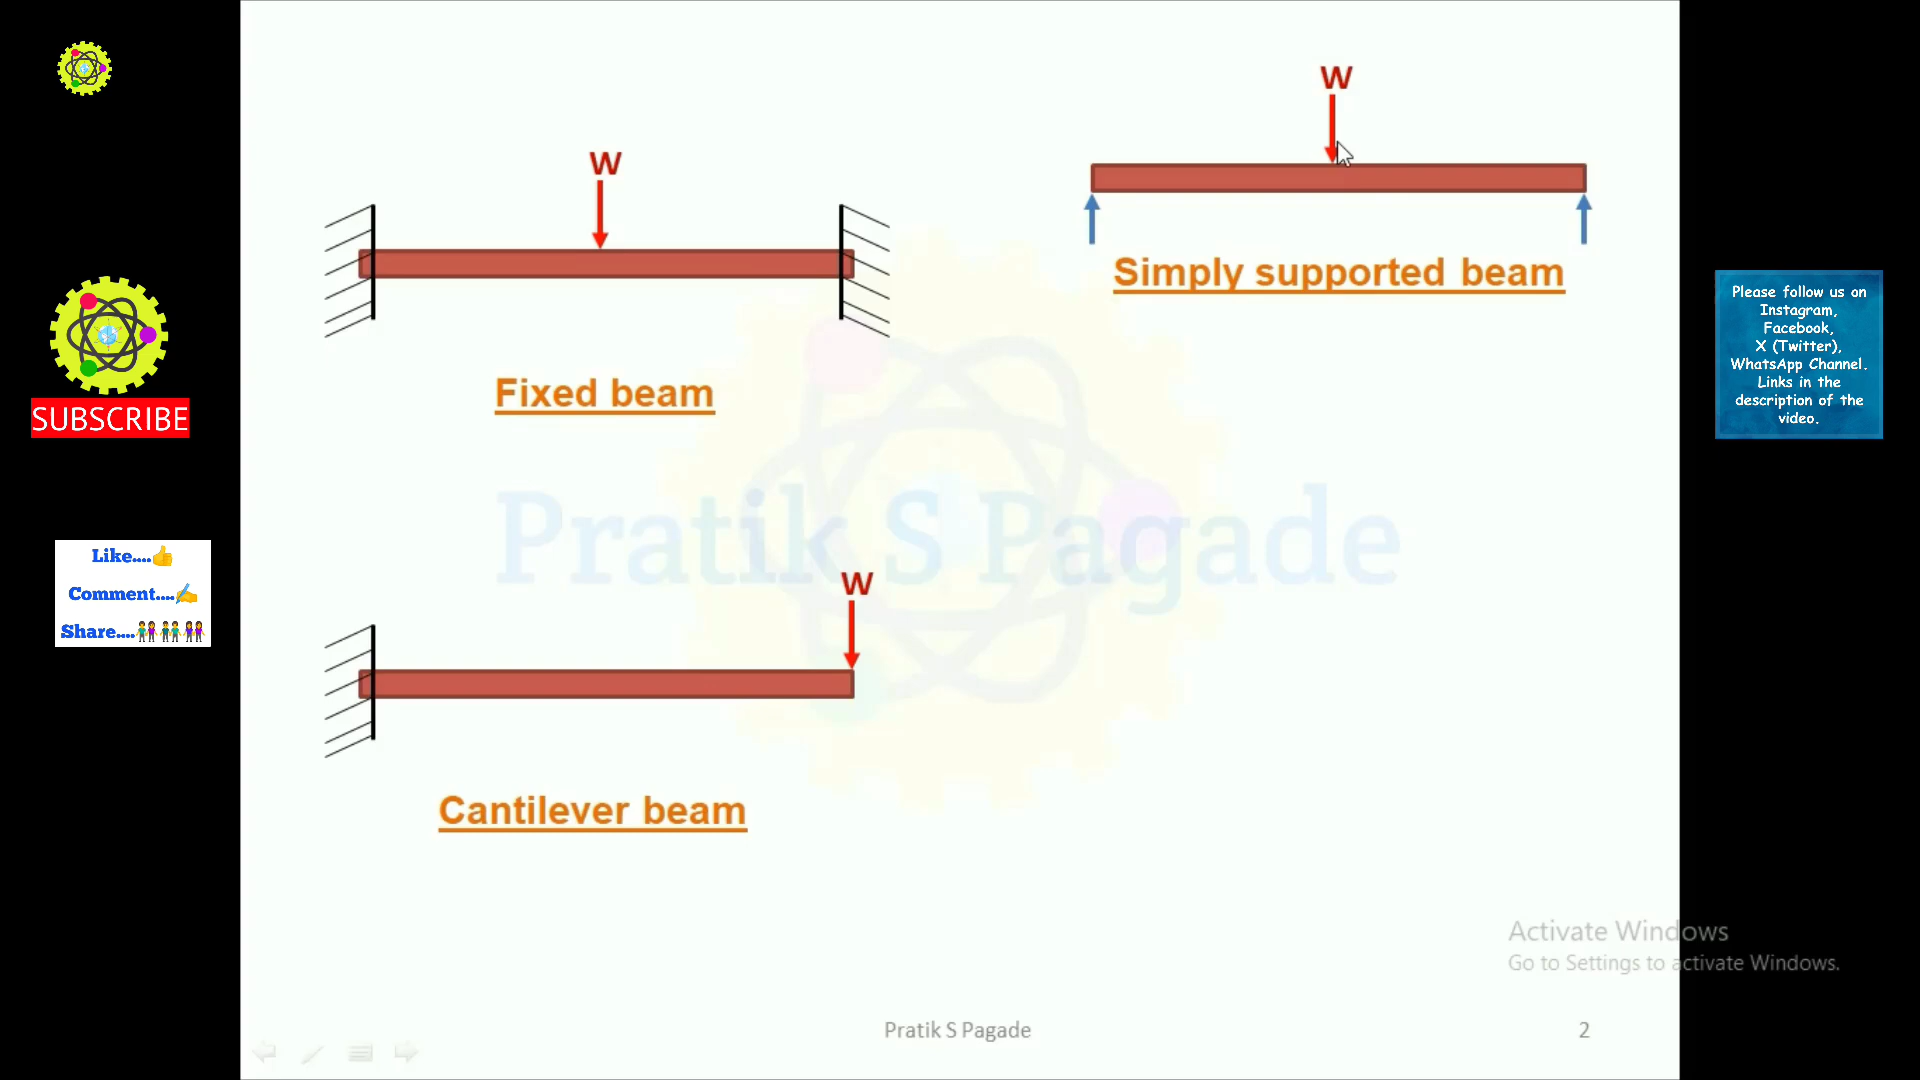 W
W
Fixed beam
Simply supported beam
W
Cantilever beam
Pratik S Pagade
SUBSCRIBE
Like....👍
Comment....✍
Share....👫👬👭
Please follow us on
Instagram,
Facebook,
X (Twitter),
WhatsApp Channel.
Links in the
description of the
video.
Activate Windows
Go to Settings to activate Windows.
Pratik S Pagade
2